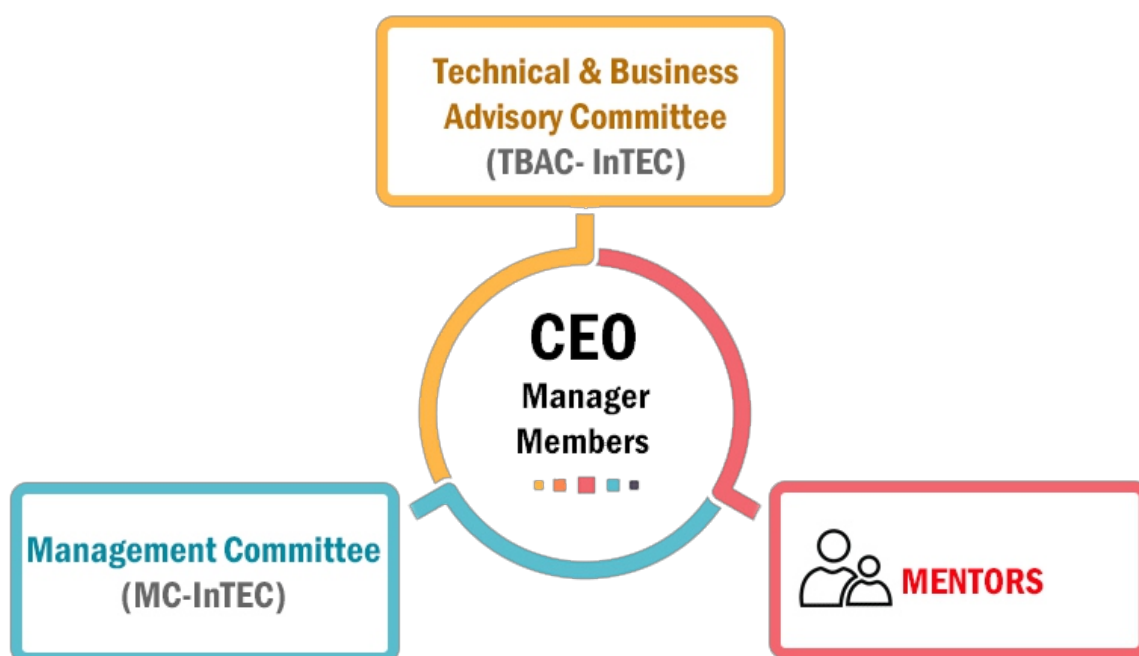 Technical & Business
Advisory Committee
(TBAC- InTEC)
CEO
Manager
Members
Management Committee
(MC-InTEC)
MENTORS